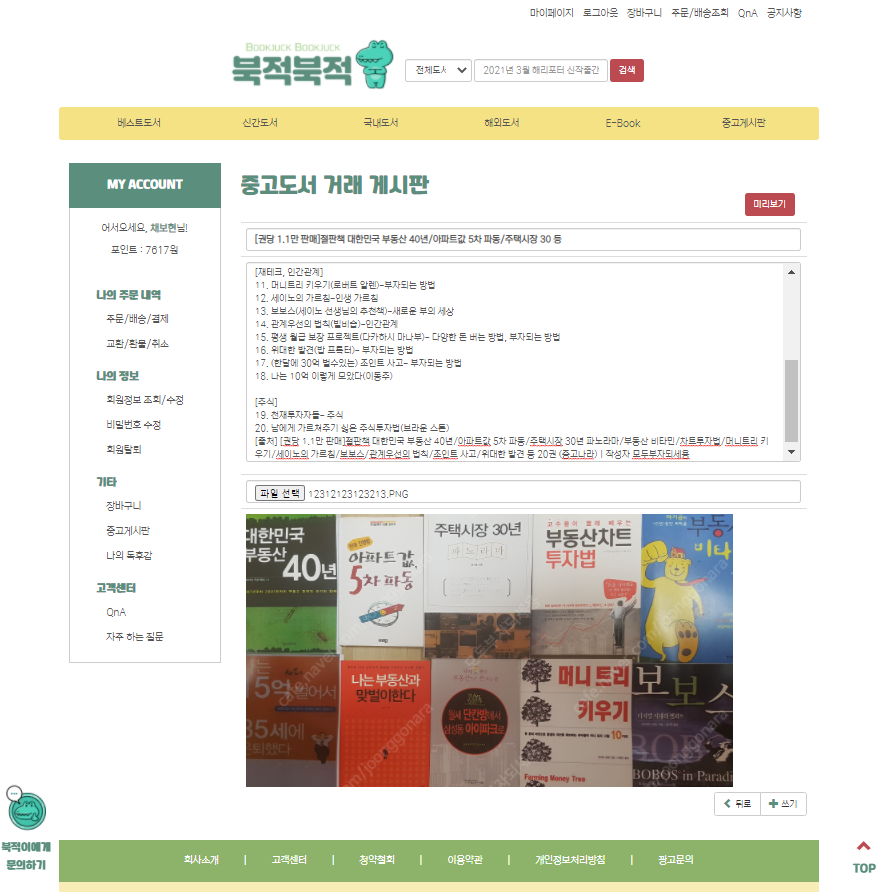 마이페이지 로그아웃 장바구니 주문/배송조회 QnA 공지사항
BOOKJUCK BOOKJUCK
북적북적
전체도서 2021년 3월 해리포터 신작출간 검색
베스트도서 신간도서 국내도서 해외도서 E-Book 중고게시판
MY ACCOUNT
어서오세요, 채보현님!
포인트 : 7617원
나의 주문 내역
주문/배송/결제
교환/환불/취소
나의 정보
회원정보 조회/수정
비밀번호 수정
회원탈퇴
기타
장바구니
중고게시판
나의 독후감
고객센터
QnA
자주 하는 질문
중고도서 거래 게시판
미리보기
[권당 1.1만 판매]절판책 대한민국 부동산 40년/아파트값 5차 파동/주택시장 30 등
[재테크, 인간관계]
11. 머니트리 키우기(로버트 알렌)-부자되는 방법
12. 세이노의 가르침-인생 가르침
13. 보보스(세이노 선생님의 추천책)-새로운 부의 세상
14. 관계우선의 법칙(빌비숍)-인간관계
15. 평생 월급 보장 프로젝트(다카하시 마나부)- 다양한 돈 버는 방법, 부자되는 방법
16. 위대한 발견(밥 프록터)- 부자되는 방법
17. (한달에 30억 벌수있는) 조인트 사고- 부자되는 방법
18. 나는 10억 이렇게 모았다(이동주)
[주식]
19. 천재투자자들- 주식
20. 남에게 가르쳐주기 싫은 주식투자법(브라운 스톤)
[출처] [권당 1.1만 판매]절판책 대한민국 부동산 40년/아파트값 5차 파동/주택시장 30년 파노라마/부동산 비타민/차트투자법/머니트리 키
우기/세이노의 가르침/보보스/관계우선의 법칙/조인트 사고/위대한 발견 등 20권 (중고나라) | 작성자 모두부자되세용
파일 선택 12312123123213.PNG
대한민국
부동산
40년
아파트값,
5차 파동
주택시장 30년
파노라마
고수들이 몰래 배우는
부동산차트
투자법
부동산
비타
15억 벌어서
35세에
은퇴했다
나는 부동산과
맞벌이한다
월세 단칸방에서
삼성동 아이파크로
머니 트리
키우기
Farming Money Tree
보보스
BOBOS in Paradi
뒤로 쓰기
북적이에게
문의하기
회사소개 | 고객센터 | 청약철회 | 이용약관 | 개인정보처리방침 | 광고문의
TOP